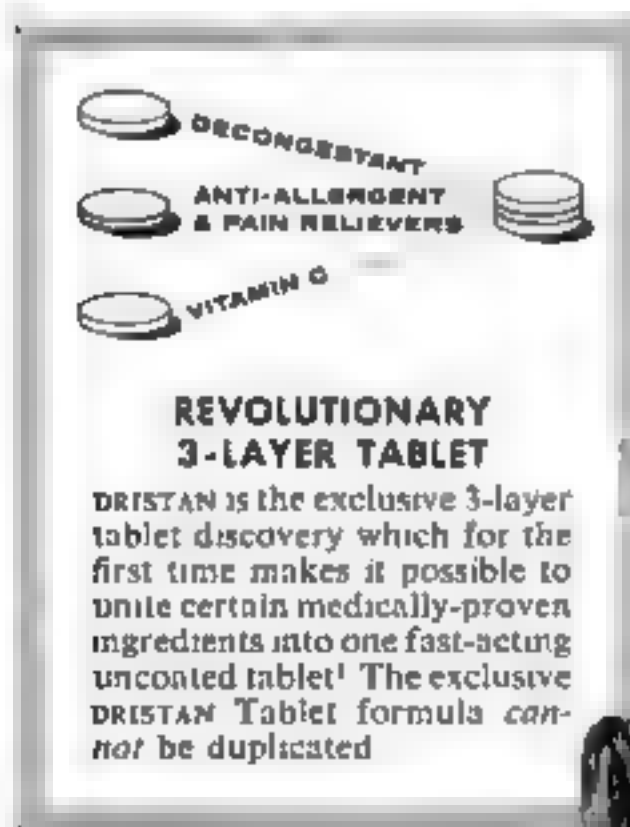 DECONGESTANT
ANTI-ALLERGENT
& PAIN RELIEVERS
VITAMIN C
REVOLUTIONARY
3-LAYER TABLET
DRISTAN is the exclusive 3-layer
tablet discovery which for the
first time makes it possible to
unite certain medically-proven
ingredients into one fast-acting
uncoated tablet! The exclusive
DRISTAN Tablet formula can-
not be duplicated